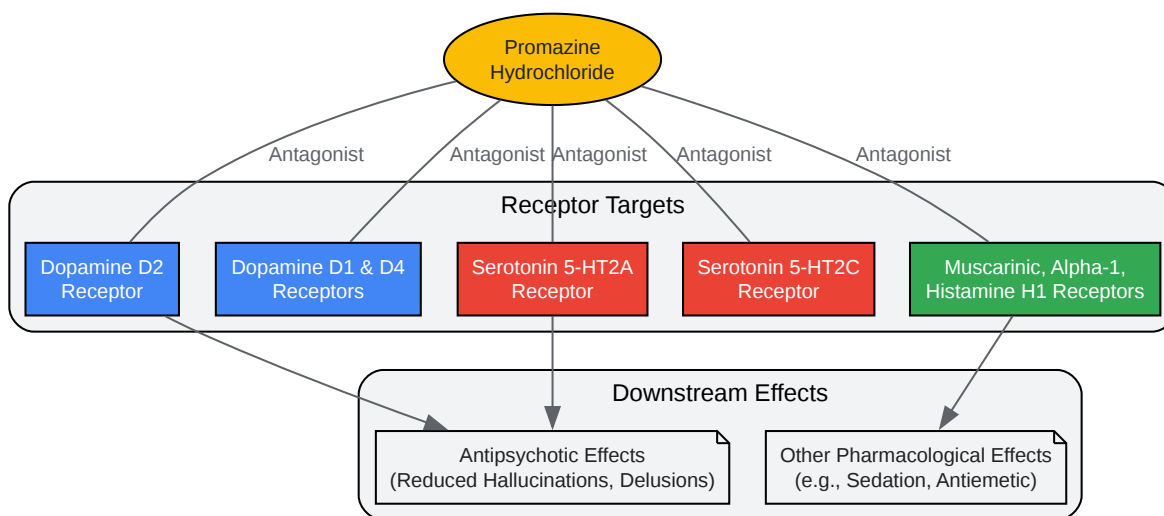 Promazine
Hydrochloride
Antagonist
Antagonist
Antagonist
Antagonist
Antagonist
Receptor Targets
Dopamine D2
Receptor
Dopamine D1 & D4
Receptors
Serotonin 5-HT2A
Receptor
Serotonin 5-HT2C
Receptor
Muscarinic, Alpha-1,
Histamine H1 Receptors
Downstream Effects
Antipsychotic Effects
(Reduced Hallucinations, Delusions)
Other Pharmacological Effects
(e.g., Sedation, Antiemetic)